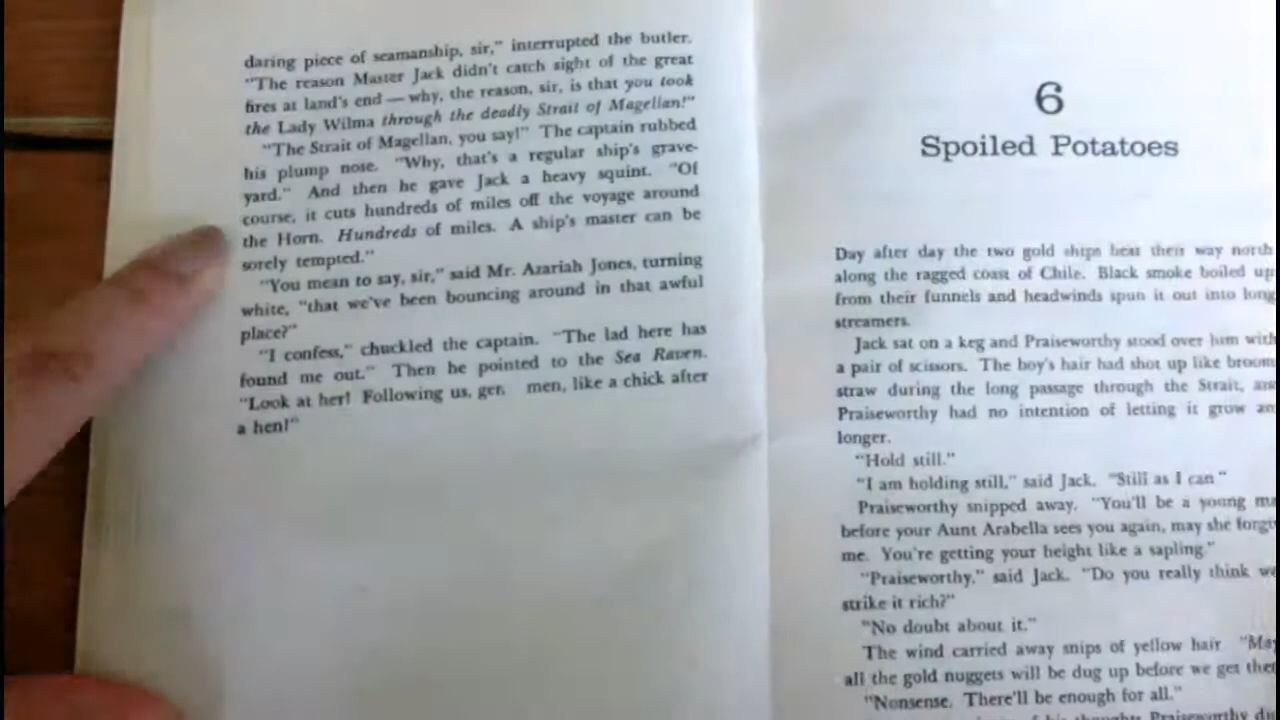 daring piece of seamanship, sir," interrupted the butler.
"The reason Master Jack didn't catch sight of the great
fires at land's end — why, the reason, sir, is that you took
the Lady Wilma through the deadly Strait of Magellan!"
"The Strait of Magellan, you say!" The captain rubbed
his plump nose. "Why, that's a regular ship's grave-
yard." And then he gave Jack a heavy squint. "Of
course, it cuts hundreds of miles off the voyage around
the Horn. Hundreds of miles. A ship's master can be
sorely tempted."
"You mean to say, sir," said Mr. Azariah Jones, turning
white, "that we've been bouncing around in that awful
place?"
"I confess," chuckled the captain. "The lad here has
found me out." Then he pointed to the Sea Raven.
"Look at her! Following us, gen men, like a chick after
a hen!"
6
Spoiled Potatoes
Day after day the two gold ships beat their way north
along the ragged coast of Chile. Black smoke boiled up
from their funnels and headwinds spun it out into long
streamers.
Jack sat on a keg and Praiseworthy stood over him with
a pair of scissors. The boy's hair had shot up like broom
straw during the long passage through the Strait, and
Praiseworthy had no intention of letting it grow an
longer.
"Hold still."
"I am holding still," said Jack. "Still as I can"
Praiseworthy snipped away. "You'll be a young ma
before your Aunt Arabella sees you again, may she forgi
me. You're getting your height like a sapling."
"Praiseworthy," said Jack. "Do you really think we
strike it rich?"
"No doubt about it."
The wind carried away snips of yellow hair "May
all the gold nuggets will be dug up before we get ther
"Nonsense. There'll be enough for all."
of his thoughts Praiseworthy